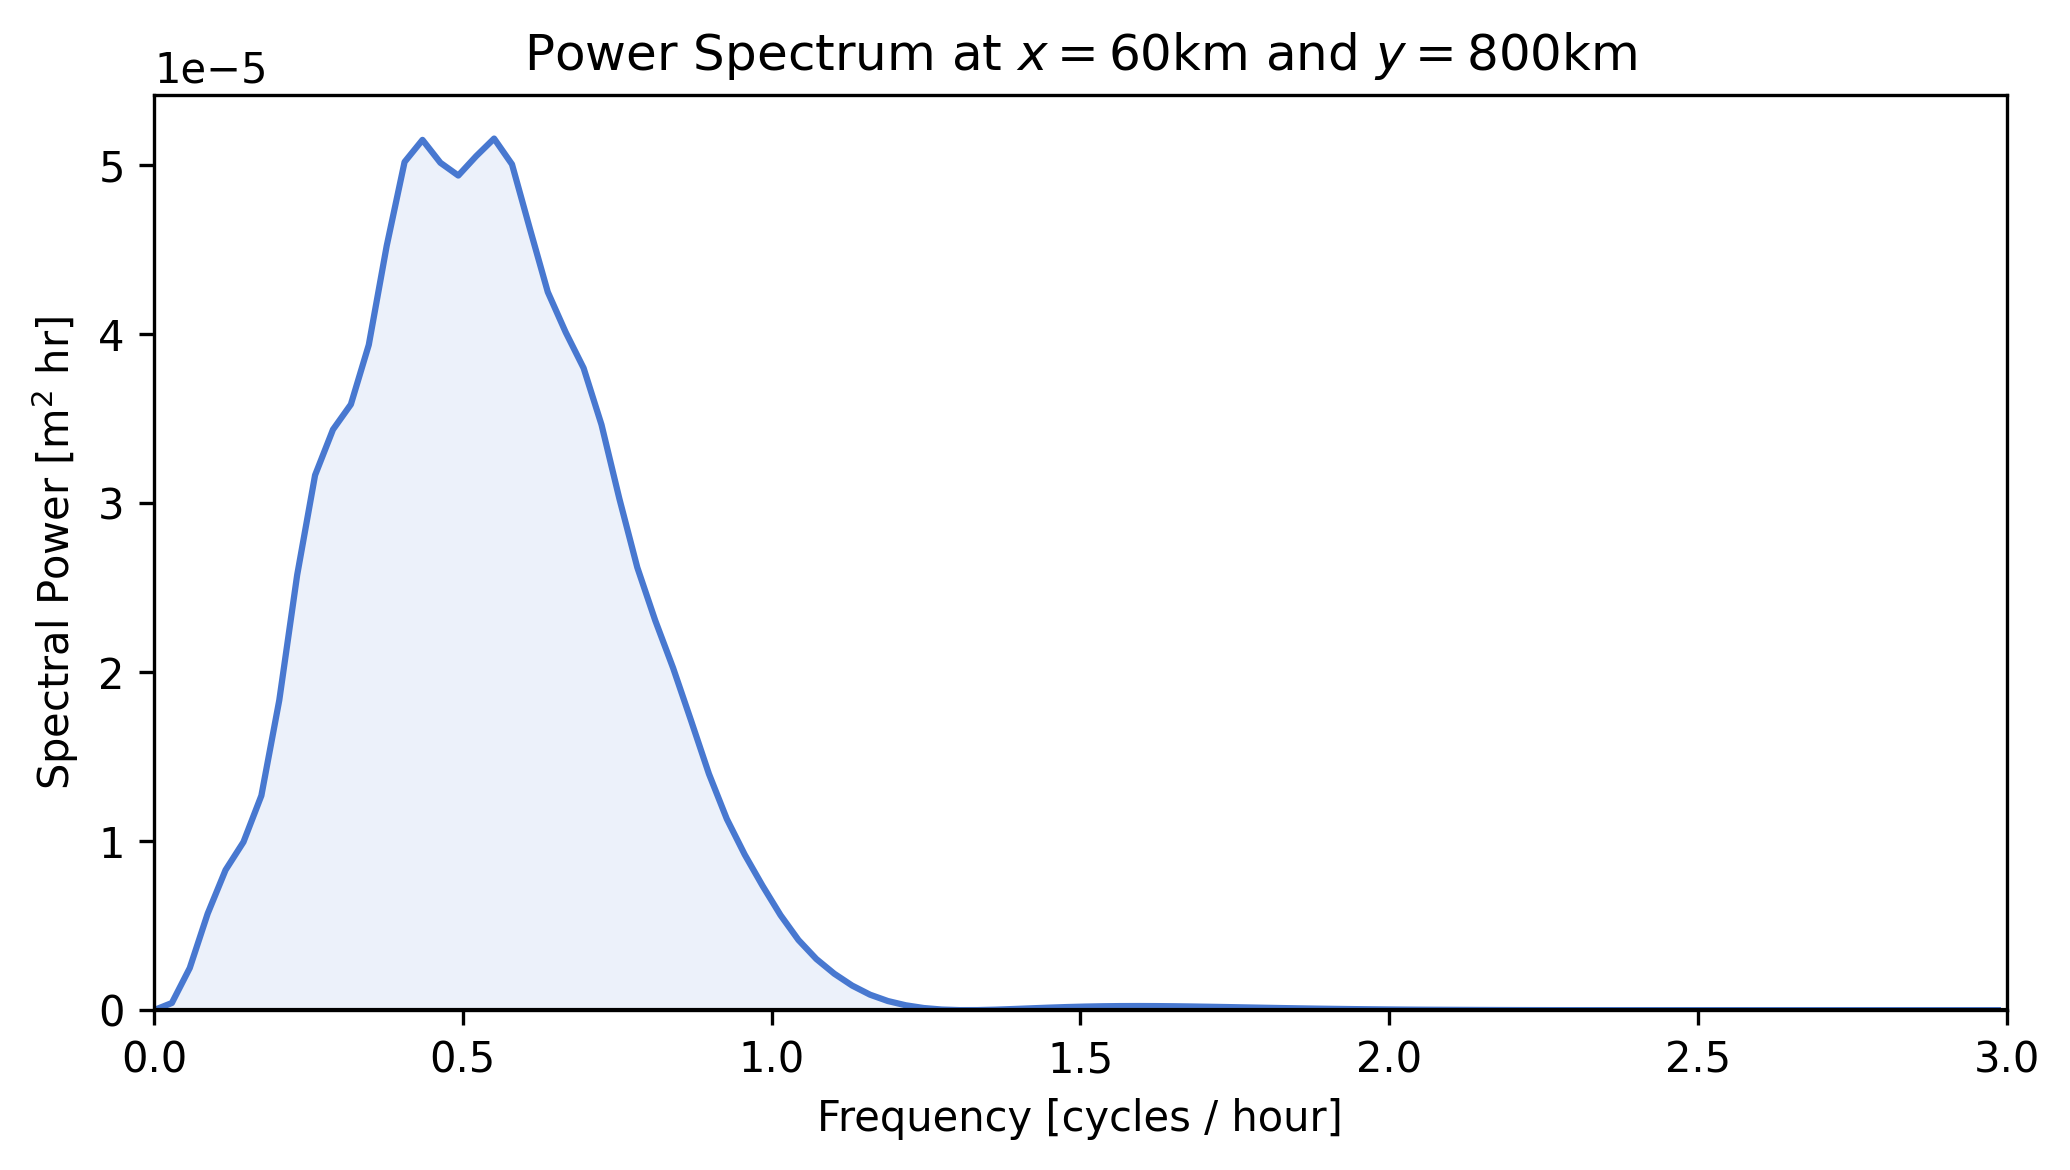 Power Spectrum at x = 60km and y = 800km
1e−5
5
4
3
2
1
0
Spectral Power [m² hr]
0.0 0.5 1.0 1.5 2.0 2.5 3.0
Frequency [cycles / hour]